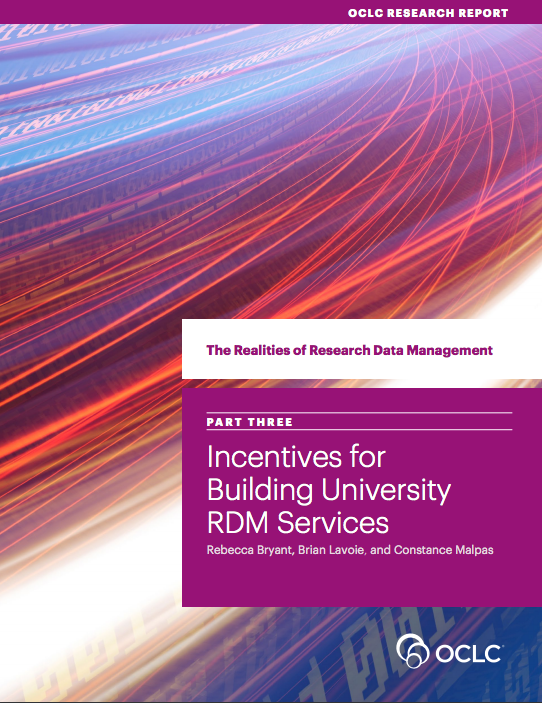 OCLC RESEARCH REPORT
The Realities of Research Data Management
PART THREE
Incentives for
Building University
RDM Services
Rebecca Bryant, Brian Lavoie, and Constance Malpas
OCLC